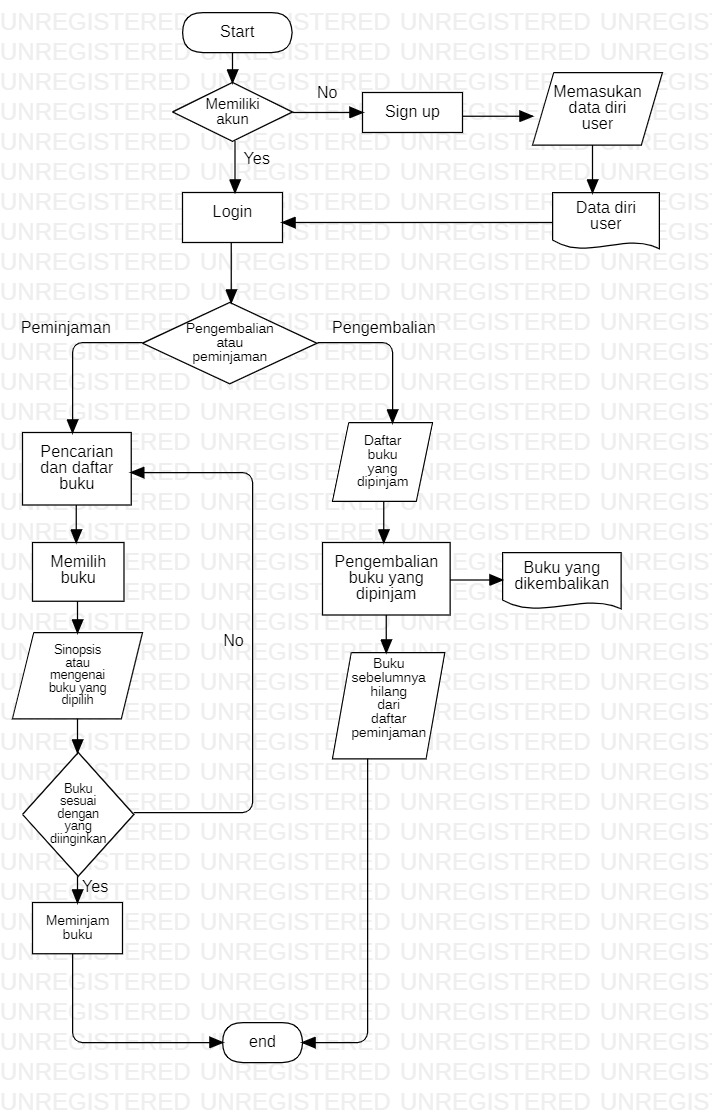 Start
Memiliki
akun
No
Sign up
Memasukan
data diri
user
Yes
Login
Data diri
user
Peminjaman
Pengembalian
atau
peminjaman
Pengembalian
Pencarian
dan daftar
buku
Daftar
buku
yang
dipinjam
Memilih
buku
Pengembalian
buku yang
dipinjam
Buku yang
dikembalikan
Sinopsis
atau
mengenai
buku yang
dipilih
No
Buku
sebelumnya
hilang
dari
daftar
peminjaman
Buku
sesuai
dengan
yang
diinginkan
Yes
Meminjam
buku
end
UNREGISTERED